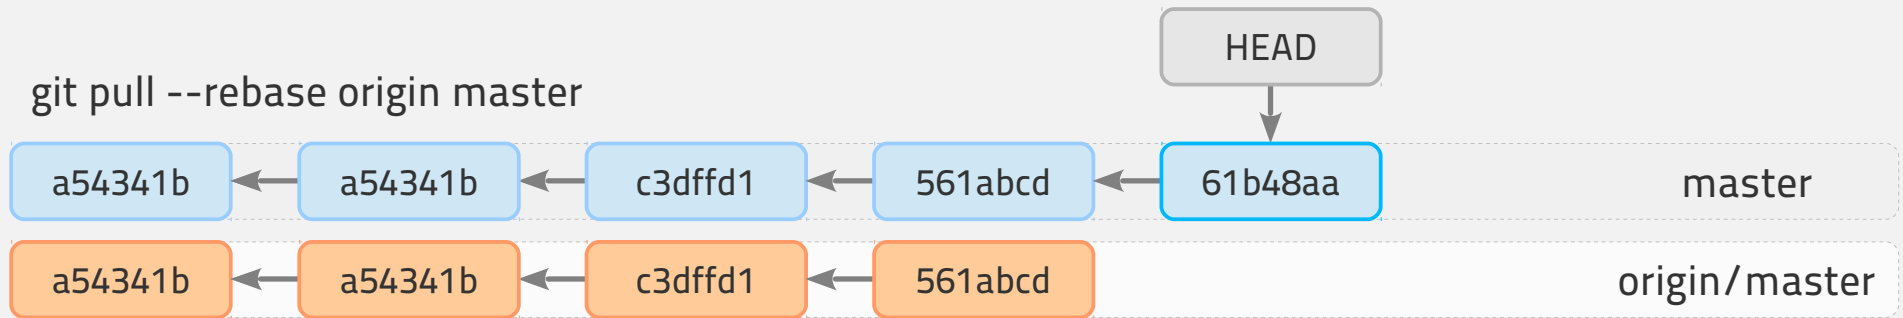 HEAD
git pull --rebase origin master
a54341b a54341b c3dffd1 561abcd 61b48aa master
a54341b a54341b c3dffd1 561abcd origin/master